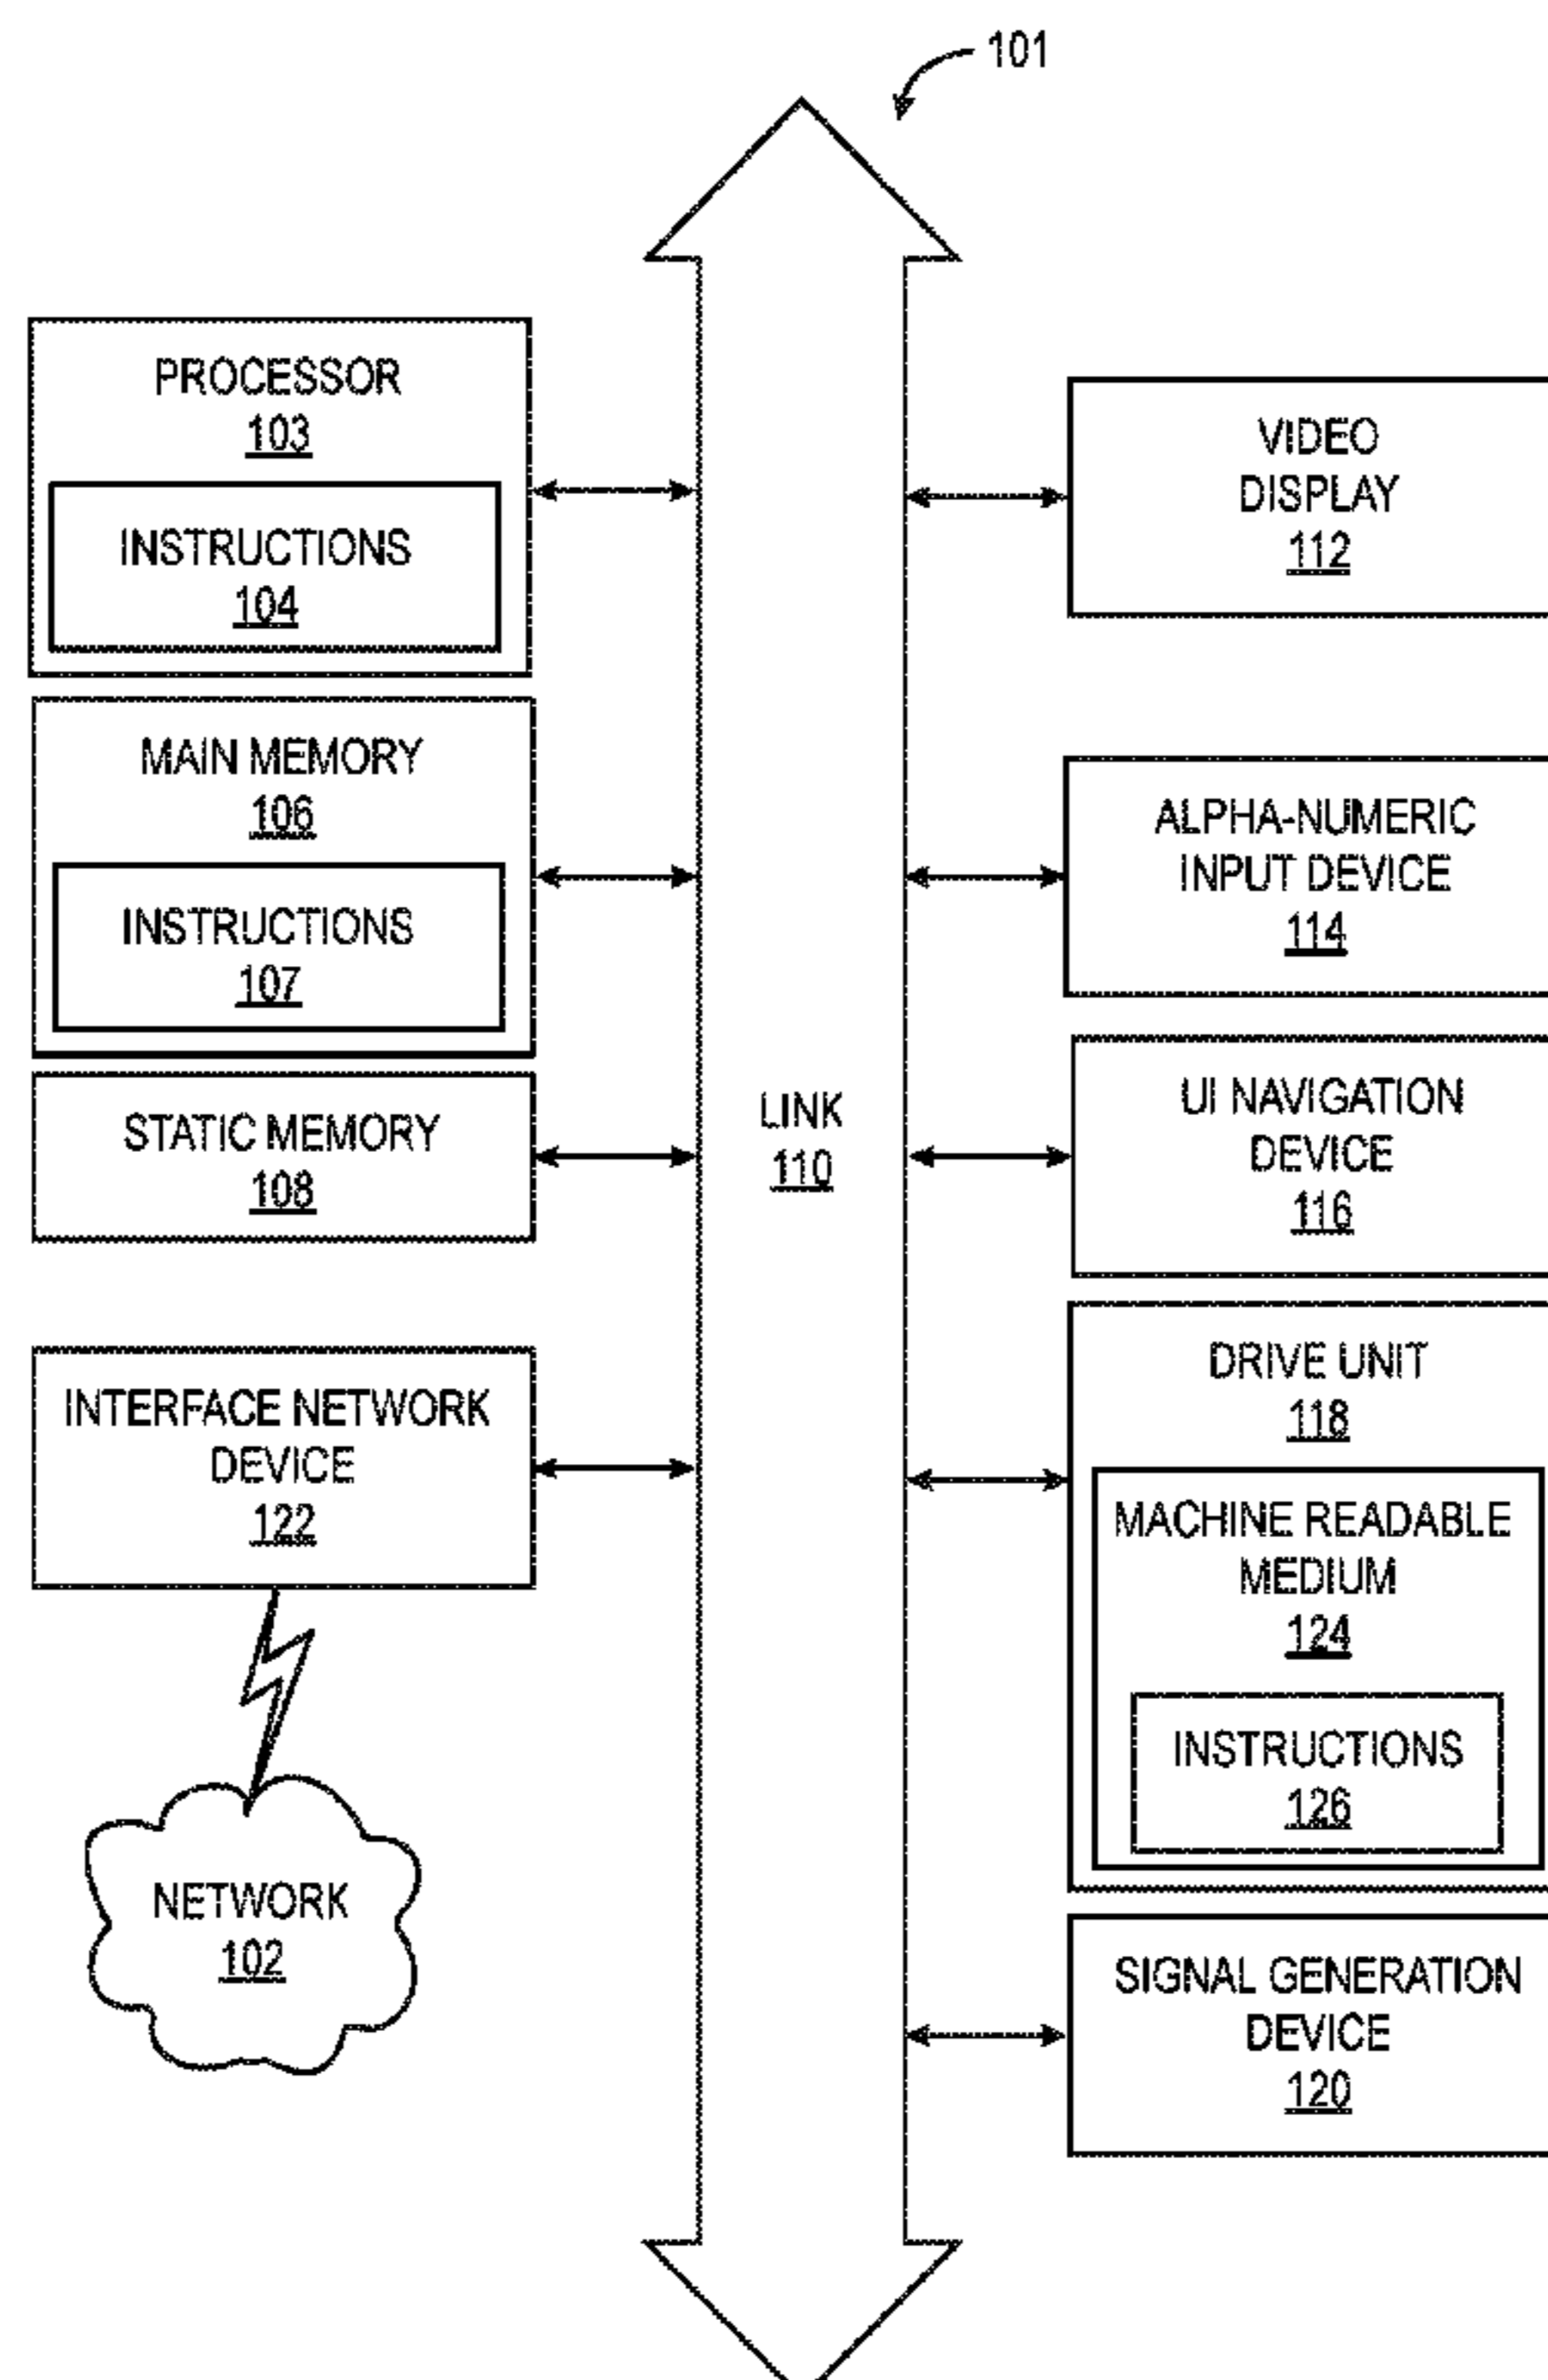 101
PROCESSOR
103
INSTRUCTIONS
104
MAIN MEMORY
106
INSTRUCTIONS
107
STATIC MEMORY
108
INTERFACE NETWORK
DEVICE
122
NETWORK
102
LINK
110
VIDEO
DISPLAY
112
ALPHA-NUMERIC
INPUT DEVICE
114
UI NAVIGATION
DEVICE
116
DRIVE UNIT
118
MACHINE READABLE
MEDIUM
124
INSTRUCTIONS
126
SIGNAL GENERATION
DEVICE
120